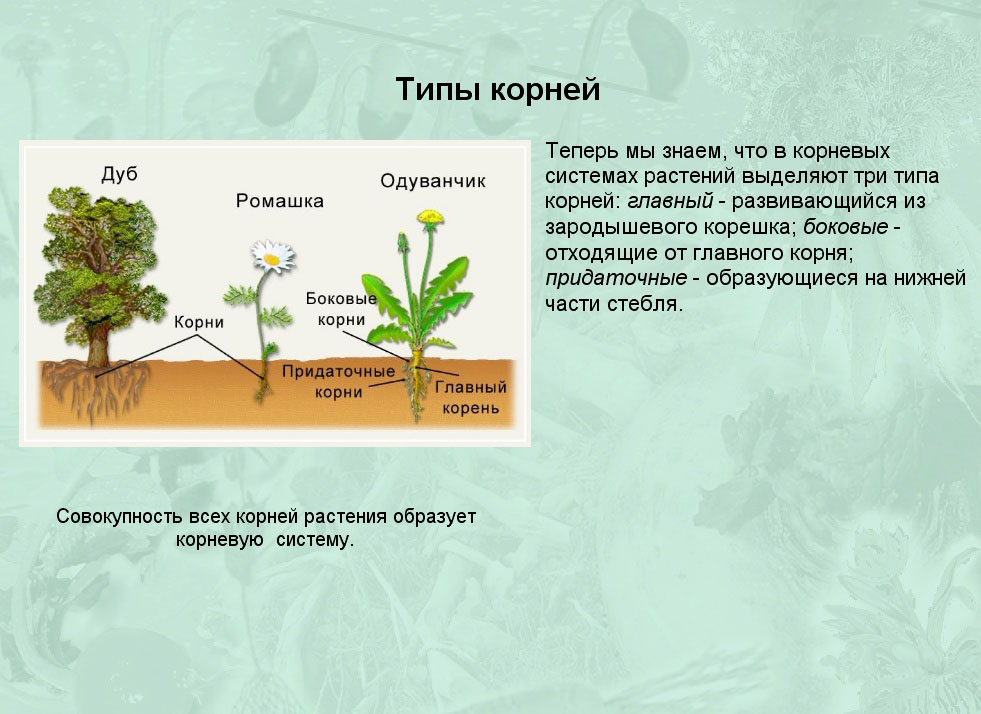 Типы корней
Дуб
Ромашка
Одуванчик
Корни
Боковые
корни
Придаточные
корни
Главный
корень
Теперь мы знаем, что в корневых
системах растений выделяют три типа
корней: главный - развивающийся из
зародышевого корешка; боковые -
отходящие от главного корня;
придаточные - образующиеся на нижней
части стебля.
Совокупность всех корней растения образует
корневую систему.